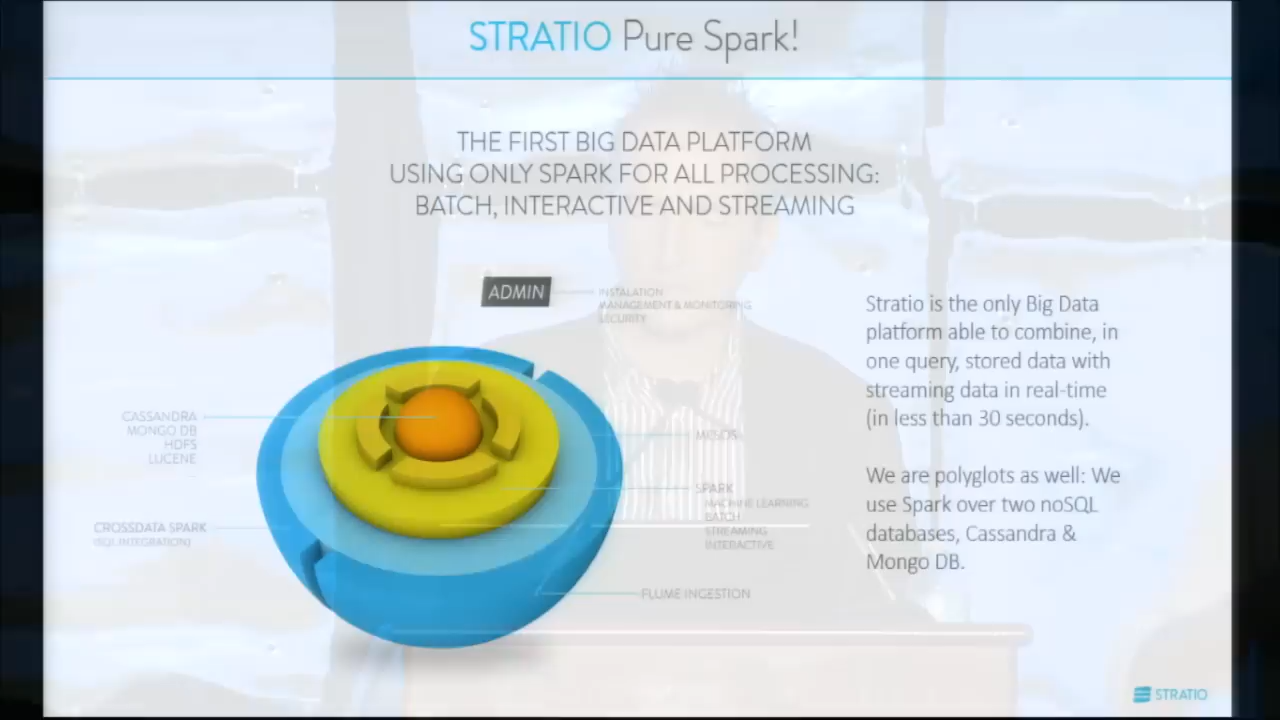 STRATIO Pure Spark!
THE FIRST BIG DATA PLATFORM
USING ONLY SPARK FOR ALL PROCESSING:
BATCH, INTERACTIVE AND STREAMING
ADMIN
INSTALATION
MANAGEMENT & MONITORING
SECURITY
CASSANDRA
MONGO DB
HDFS
LUCENE
CROSSDATA SPARK
(SQL INTEGRATION)
MESOS
SPARK
MACHINE LEARNING
BATCH
STREAMING
INTERACTIVE
FLUME INGESTION
Stratio is the only Big Data
platform able to combine, in
one query, stored data with
streaming data in real-time
(in less than 30 seconds).
We are polyglots as well: We
use Spark over two noSQL
databases, Cassandra &
Mongo DB.
STRATIO